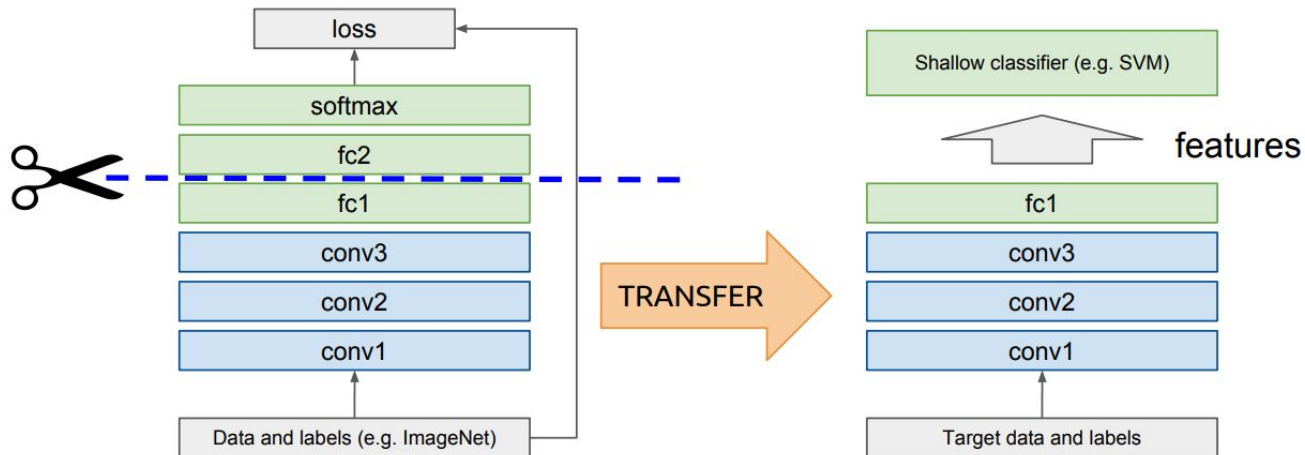 loss
softmax
fc2
fc1
conv3
conv2
conv1
Data and labels (e.g. ImageNet)
TRANSFER
Shallow classifier (e.g. SVM)
features
fc1
conv3
conv2
conv1
Target data and labels